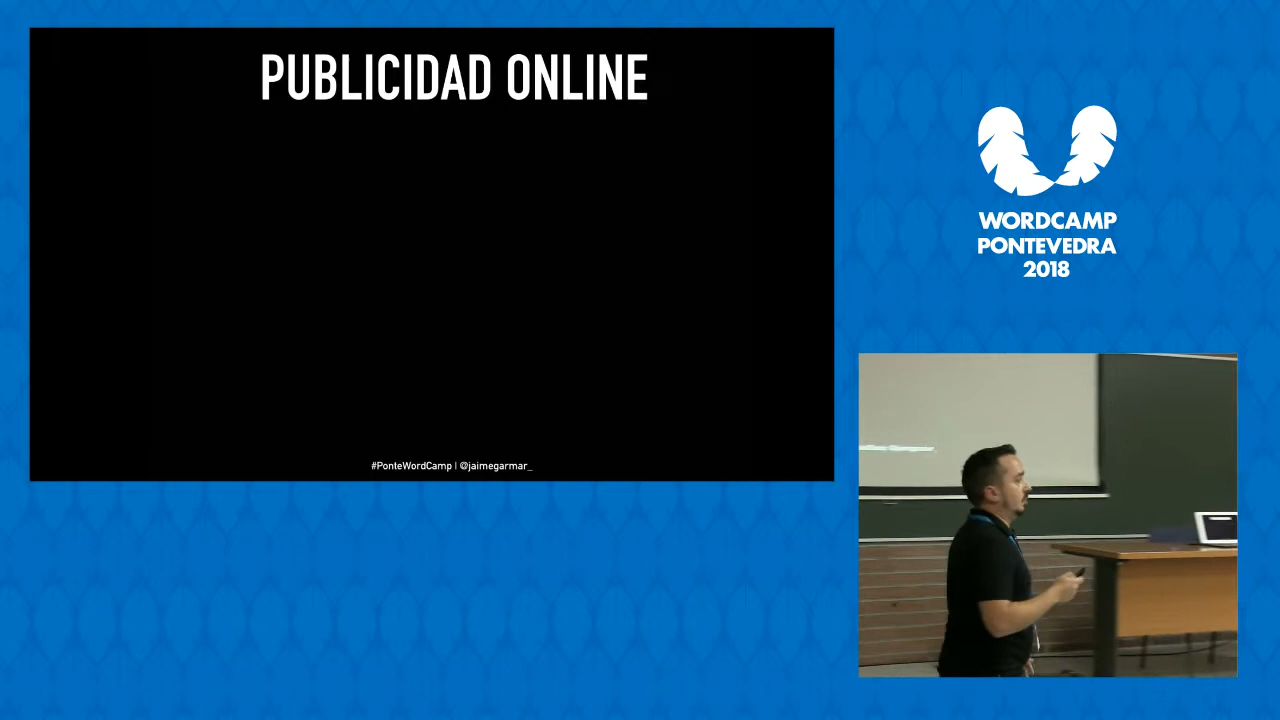 PUBLICIDAD ONLINE
#PonteWordCamp | @jaimegarmar_
WORDCAMP
PONTEVEDRA
2018